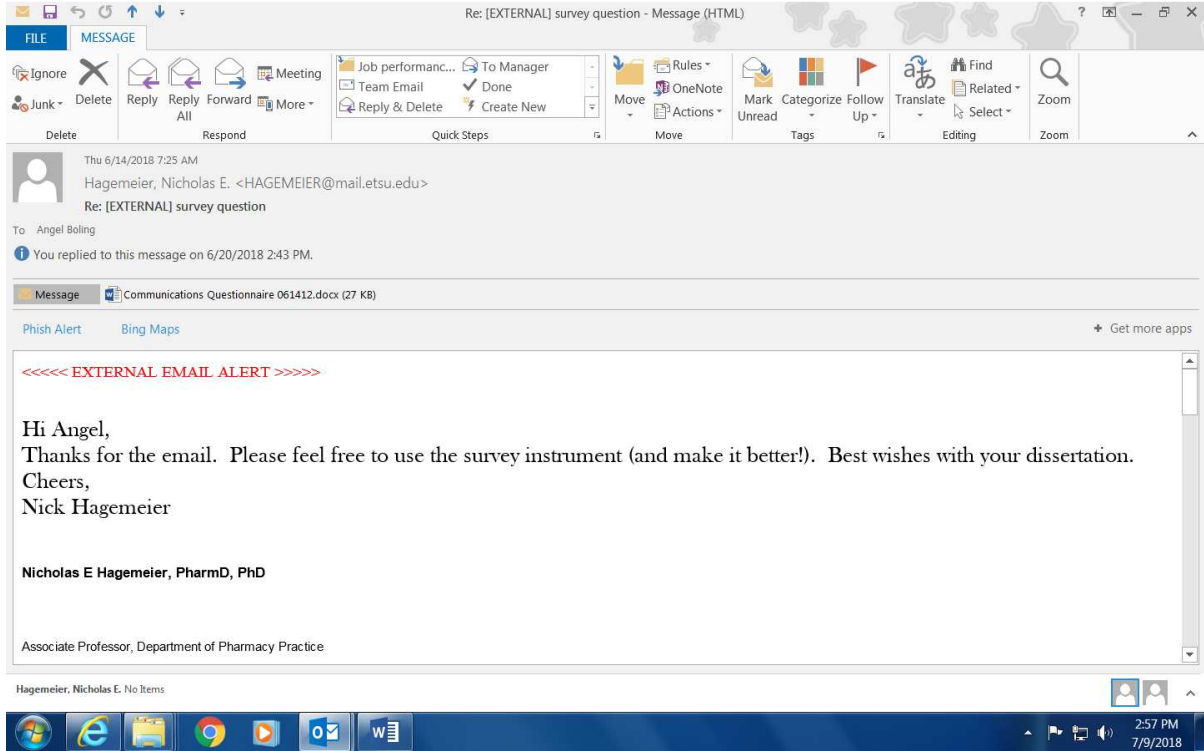 Re: [EXTERNAL] survey question - Message (HTML)
FILE MESSAGE
Ignore
Junk
Delete
Reply
Reply All
Forward
Meeting
More
Job performanc...
To Manager
Team Email
Done
Reply & Delete
Create New
Move
Rules
OneNote
Actions
Mark Unread
Categorize
Follow Up
Translate
Find
Related
Select
Zoom
Delete Respond Quick Steps Move Tags Editing Zoom
Thu 6/14/2018 7:25 AM
Hagemeier, Nicholas E. <HAGEMEIER@mail.etsu.edu>
Re: [EXTERNAL] survey question
To Angel Boling
You replied to this message on 6/20/2018 2:43 PM.
Message Communications Questionnaire 061412.docx (27 KB)
Phish Alert Bing Maps + Get more apps
<<<<< EXTERNAL EMAIL ALERT >>>>>
Hi Angel,
Thanks for the email. Please feel free to use the survey instrument (and make it better!). Best wishes with your dissertation.
Cheers,
Nick Hagemeier
Nicholas E Hagemeier, PharmD, PhD
Associate Professor, Department of Pharmacy Practice
Hagemeier, Nicholas E. No Items
2:57 PM
7/9/2018